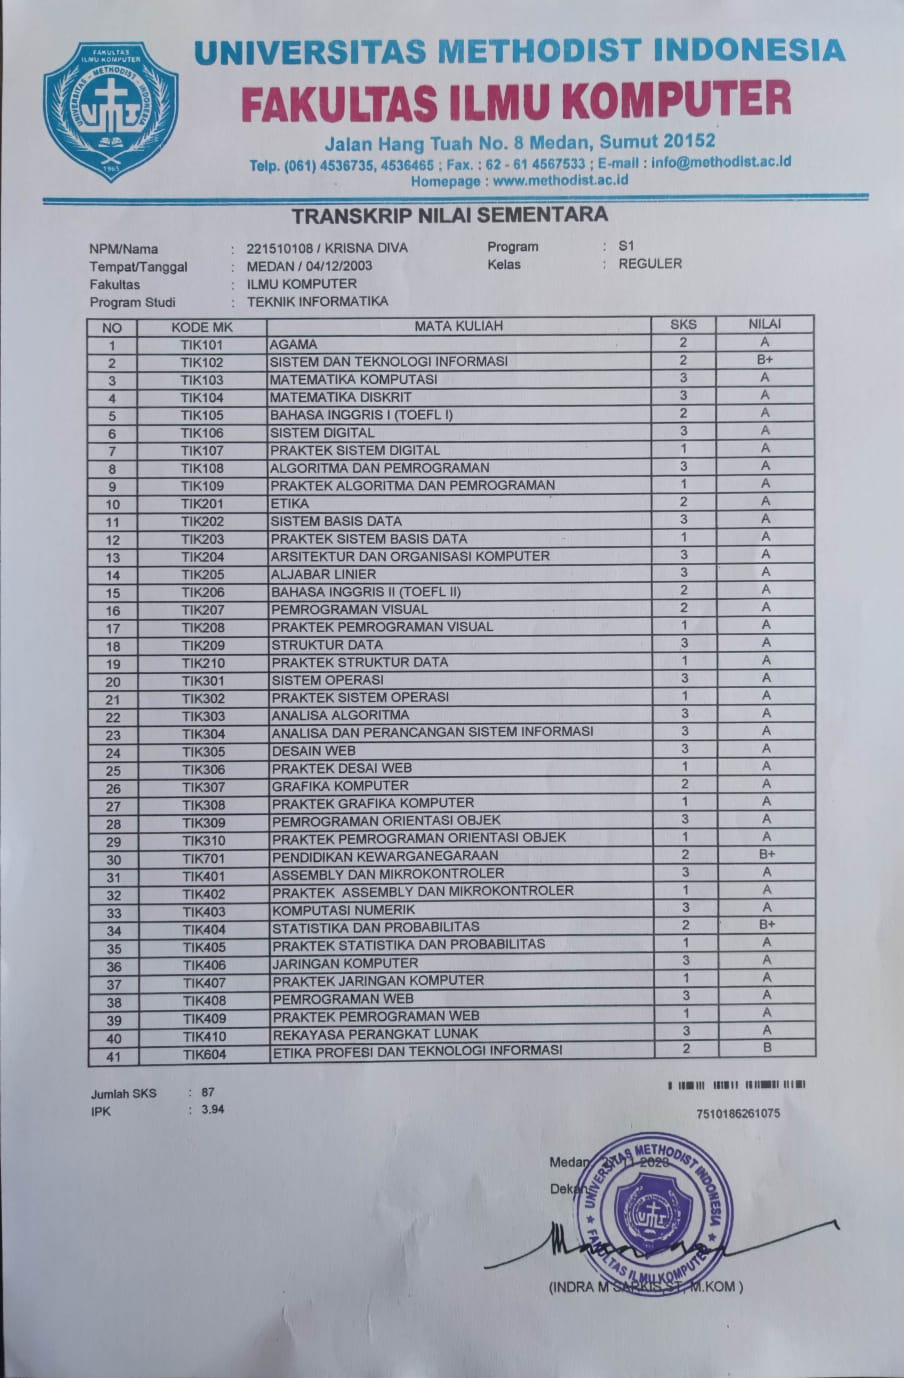 FAKULTAS
ILMU KOMPUTER
UNIVERSITAS - METHODIST - INDONESIA
UMI
1965
UNIVERSITAS METHODIST INDONESIA
FAKULTAS ILMU KOMPUTER
Jalan Hang Tuah No. 8 Medan, Sumut 20152
Telp. (061) 4536735, 4536465 ; Fax. : 62 - 61 4567533 ; E-mail : info@methodist.ac.id
Homepage : www.methodist.ac.id
TRANSKRIP NILAI SEMENTARA
NPM/Nama : 221510108 / KRISNA DIVA Program : S1
Tempat/Tanggal : MEDAN / 04/12/2003 Kelas : REGULER
Fakultas : ILMU KOMPUTER
Program Studi : TEKNIK INFORMATIKA
NO KODE MK MATA KULIAH SKS NILAI
1 TIK101 AGAMA 2 A
2 TIK102 SISTEM DAN TEKNOLOGI INFORMASI 2 B+
3 TIK103 MATEMATIKA KOMPUTASI 3 A
4 TIK104 MATEMATIKA DISKRIT 3 A
5 TIK105 BAHASA INGGRIS I (TOEFL I) 2 A
6 TIK106 SISTEM DIGITAL 3 A
7 TIK107 PRAKTEK SISTEM DIGITAL 1 A
8 TIK108 ALGORITMA DAN PEMROGRAMAN 3 A
9 TIK109 PRAKTEK ALGORITMA DAN PEMROGRAMAN 1 A
10 TIK201 ETIKA 2 A
11 TIK202 SISTEM BASIS DATA 3 A
12 TIK203 PRAKTEK SISTEM BASIS DATA 1 A
13 TIK204 ARSITEKTUR DAN ORGANISASI KOMPUTER 3 A
14 TIK205 ALJABAR LINIER 3 A
15 TIK206 BAHASA INGGRIS II (TOEFL II) 2 A
16 TIK207 PEMROGRAMAN VISUAL 2 A
17 TIK208 PRAKTEK PEMROGRAMAN VISUAL 1 A
18 TIK209 STRUKTUR DATA 3 A
19 TIK210 PRAKTEK STRUKTUR DATA 1 A
20 TIK301 SISTEM OPERASI 3 A
21 TIK302 PRAKTEK SISTEM OPERASI 1 A
22 TIK303 ANALISA ALGORITMA 3 A
23 TIK304 ANALISA DAN PERANCANGAN SISTEM INFORMASI 3 A
24 TIK305 DESAIN WEB 3 A
25 TIK306 PRAKTEK DESAI WEB 1 A
26 TIK307 GRAFIKA KOMPUTER 2 A
27 TIK308 PRAKTEK GRAFIKA KOMPUTER 1 A
28 TIK309 PEMROGRAMAN ORIENTASI OBJEK 3 A
29 TIK310 PRAKTEK PEMROGRAMAN ORIENTASI OBJEK 1 A
30 TIK701 PENDIDIKAN KEWARGANEGARAAN 2 B+
31 TIK401 ASSEMBLY DAN MIKROKONTROLER 3 A
32 TIK402 PRAKTEK ASSEMBLY DAN MIKROKONTROLER 1 A
33 TIK403 KOMPUTASI NUMERIK 3 A
34 TIK404 STATISTIKA DAN PROBABILITAS 2 B+
35 TIK405 PRAKTEK STATISTIKA DAN PROBABILITAS 1 A
36 TIK406 JARINGAN KOMPUTER 3 A
37 TIK407 PRAKTEK JARINGAN KOMPUTER 1 A
38 TIK408 PEMROGRAMAN WEB 3 A
39 TIK409 PRAKTEK PEMROGRAMAN WEB 1 A
40 TIK410 REKAYASA PERANGKAT LUNAK 3 A
41 TIK604 ETIKA PROFESI DAN TEKNOLOGI INFORMASI 2 B
Jumlah SKS : 87
IPK : 3.94
7510186261075
Medan
Dekan
UNIVERSITAS METHODIST INDONESIA
FAKULTAS ILMU KOMPUTER
UMI
(INDRA M SARKIS,ST, M.KOM )